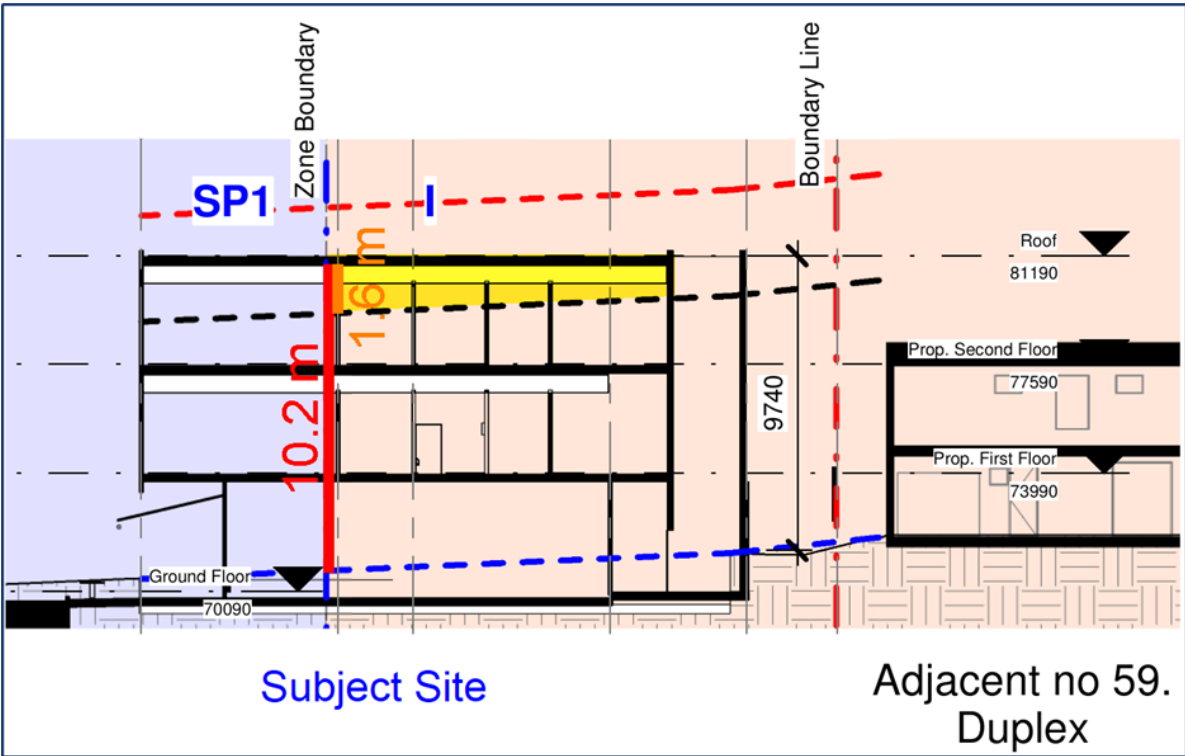 Zone Boundary
Boundary Line
SP1
I
Roof
81190
1.6 m
10.2 m
9740
Prop. Second Floor
77590
Prop. First Floor
73990
Ground Floor
70090
Subject Site
Adjacent no 59.
Duplex